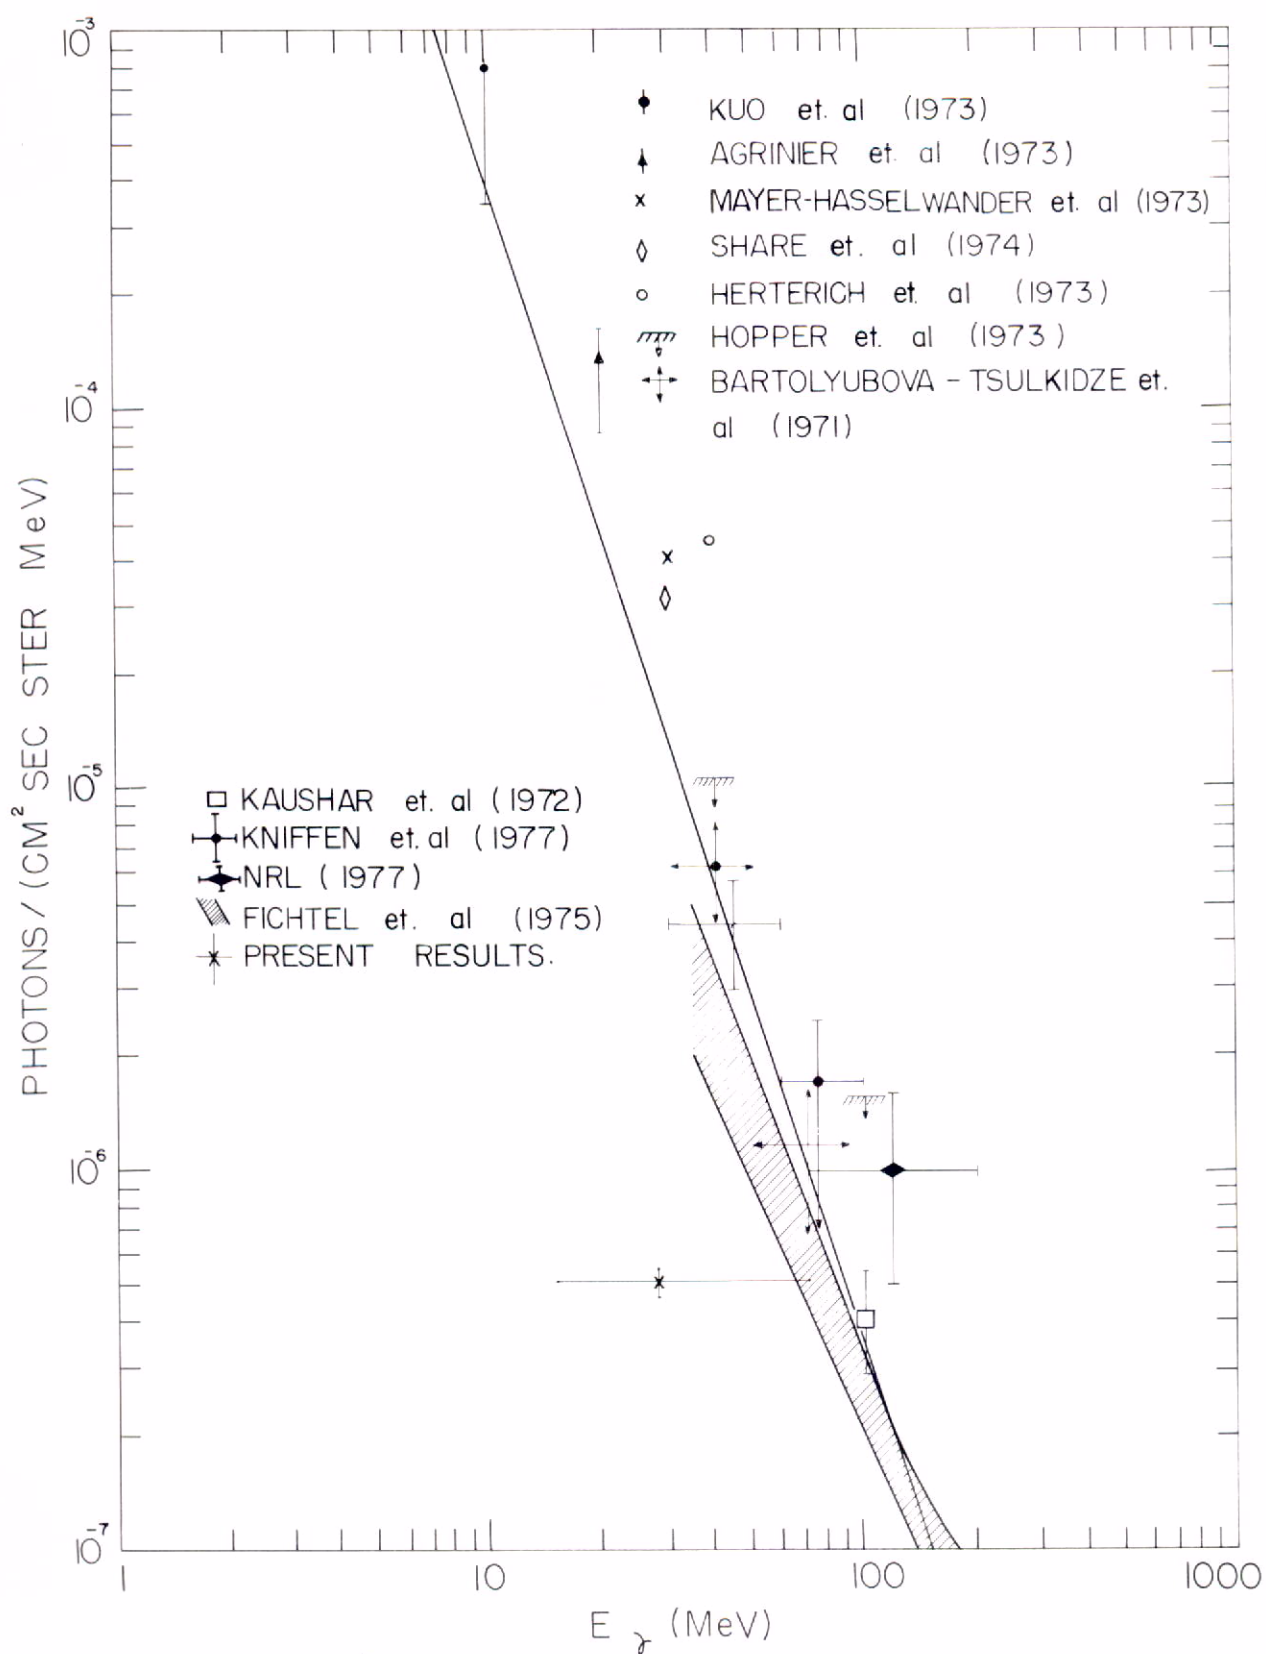 10⁻³
KUO et. al (1973)
AGRINIER et. al (1973)
MAYER-HASSELWANDER et. al (1973)
SHARE et. al (1974)
HERTERICH et. al (1973)
HOPPER et. al (1973)
BARTOLYUBOVA - TSULKIDZE et.
al (1971)
10⁻⁴
PHOTONS/(CM² SEC STER MeV)
10⁻⁵
KAUSHAR et. al (1972)
KNIFFEN et. al (1977)
NRL (1977)
FICHTEL et. al (1975)
PRESENT RESULTS.
10⁻⁶
10⁻⁷
1 10 100 1000
E γ (MeV)